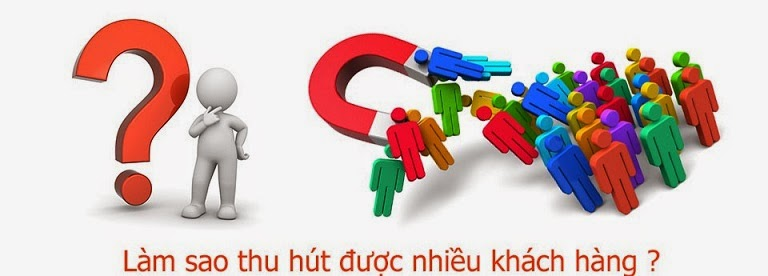 Làm sao thu hút được nhiều khách hàng ?